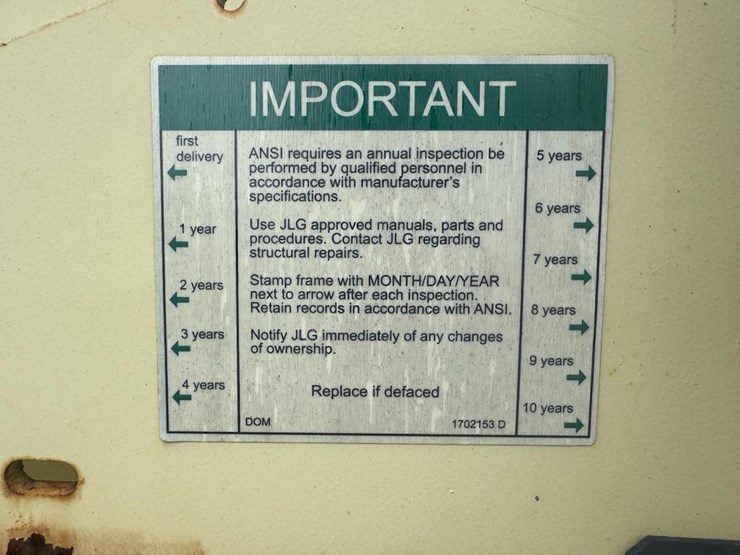 IMPORTANT
first
delivery
1 year
2 years
3 years
4 years
ANSI requires an annual inspection be
performed by qualified personnel in
accordance with manufacturer's
specifications.
Use JLG approved manuals, parts and
procedures. Contact JLG regarding
structural repairs.
Stamp frame with MONTH/DAY/YEAR
next to arrow after each inspection.
Retain records in accordance with ANSI.
Notify JLG immediately of any changes
of ownership.
Replace if defaced
DOM
1702153 D
5 years
6 years
7 years
8 years
9 years
10 years